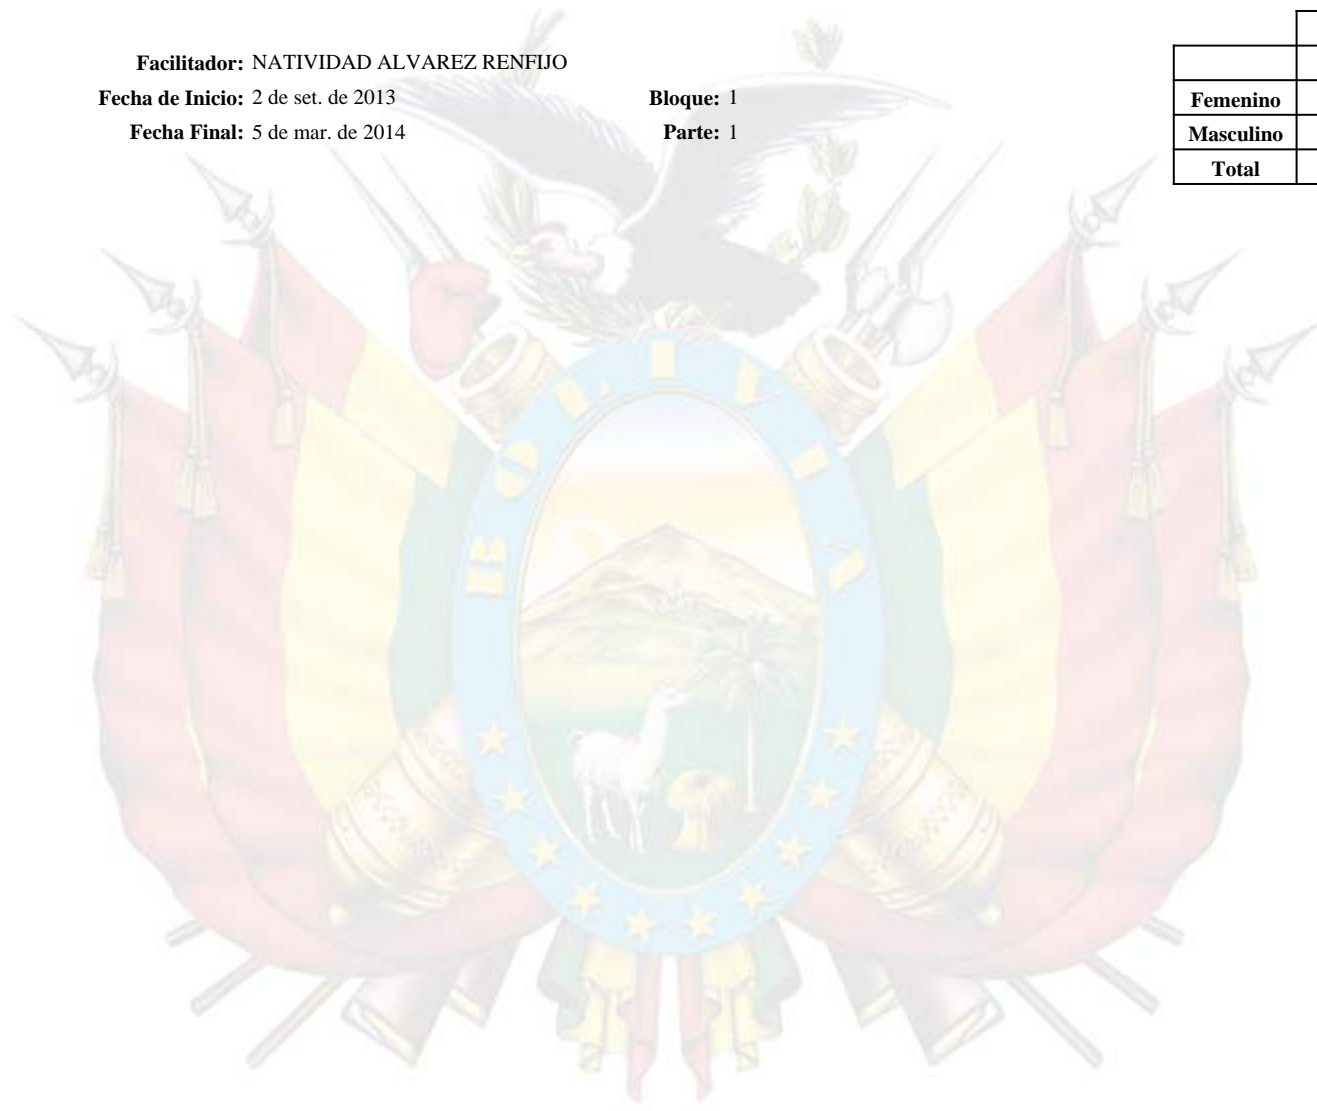 Facilitador: NATIVIDAD ALVAREZ RENFIJO
Fecha de Inicio: 2 de set. de 2013 Bloque: 1
Fecha Final: 5 de mar. de 2014 Parte: 1
Femenino
Masculino
Total
BOLIVIA